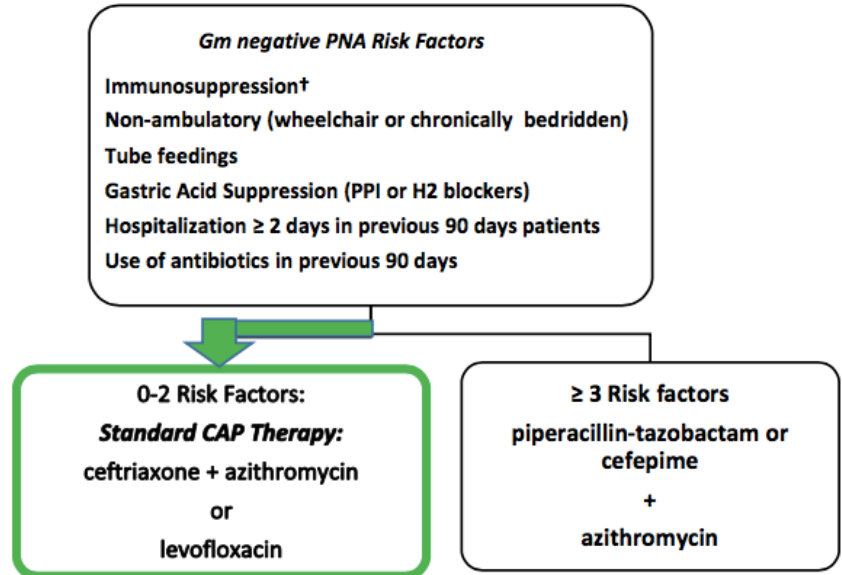 Gm negative PNA Risk Factors
Immunosuppression†
Non-ambulatory (wheelchair or chronically bedridden)
Tube feedings
Gastric Acid Suppression (PPI or H2 blockers)
Hospitalization ≥ 2 days in previous 90 days patients
Use of antibiotics in previous 90 days
0-2 Risk Factors:
Standard CAP Therapy:
ceftriaxone + azithromycin
or
levofloxacin
≥ 3 Risk factors
piperacillin-tazobactam or
cefepime
+
azithromycin